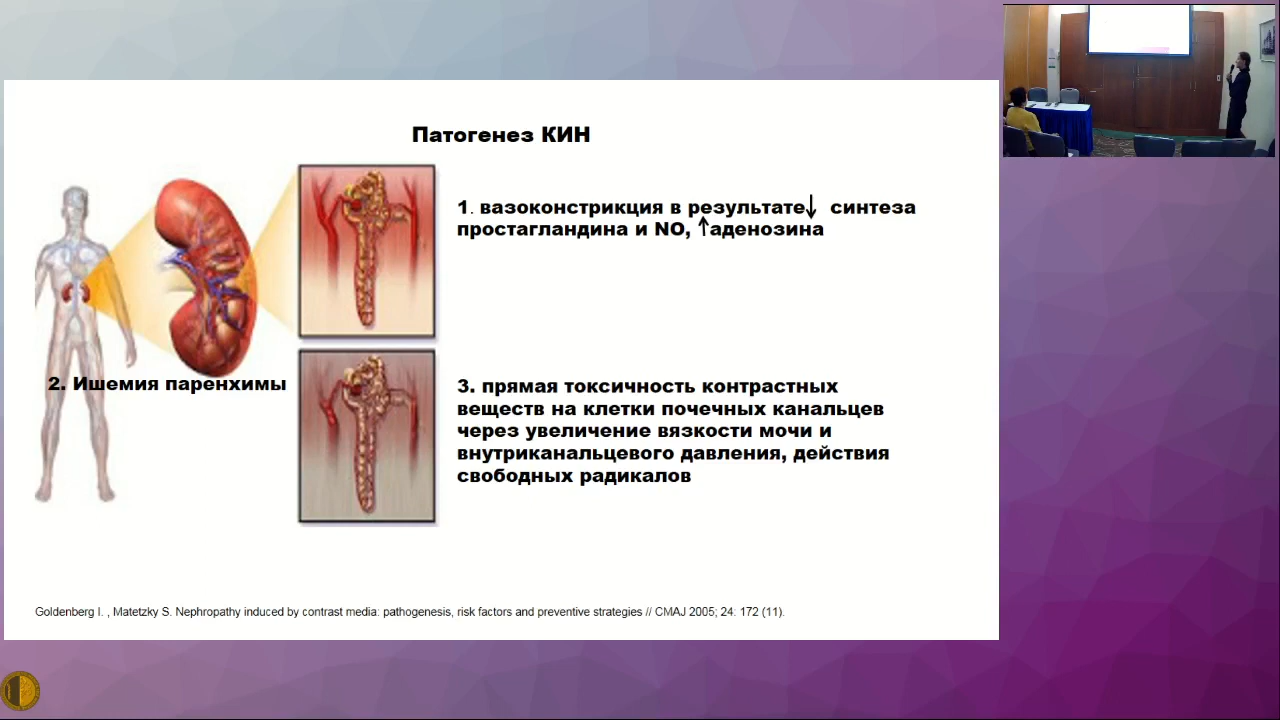 Патогенез КИН
1. вазоконстрикция в результате↓ синтеза
простагландина и NO, ↑аденозина
2. Ишемия паренхимы
3. прямая токсичность контрастных
веществ на клетки почечных канальцев
через увеличение вязкости мочи и
внутриканальцевого давления, действия
свободных радикалов
Goldenberg I. , Matetzky S. Nephropathy induced by contrast media: pathogenesis, risk factors and preventive strategies // CMAJ 2005; 24: 172 (11).